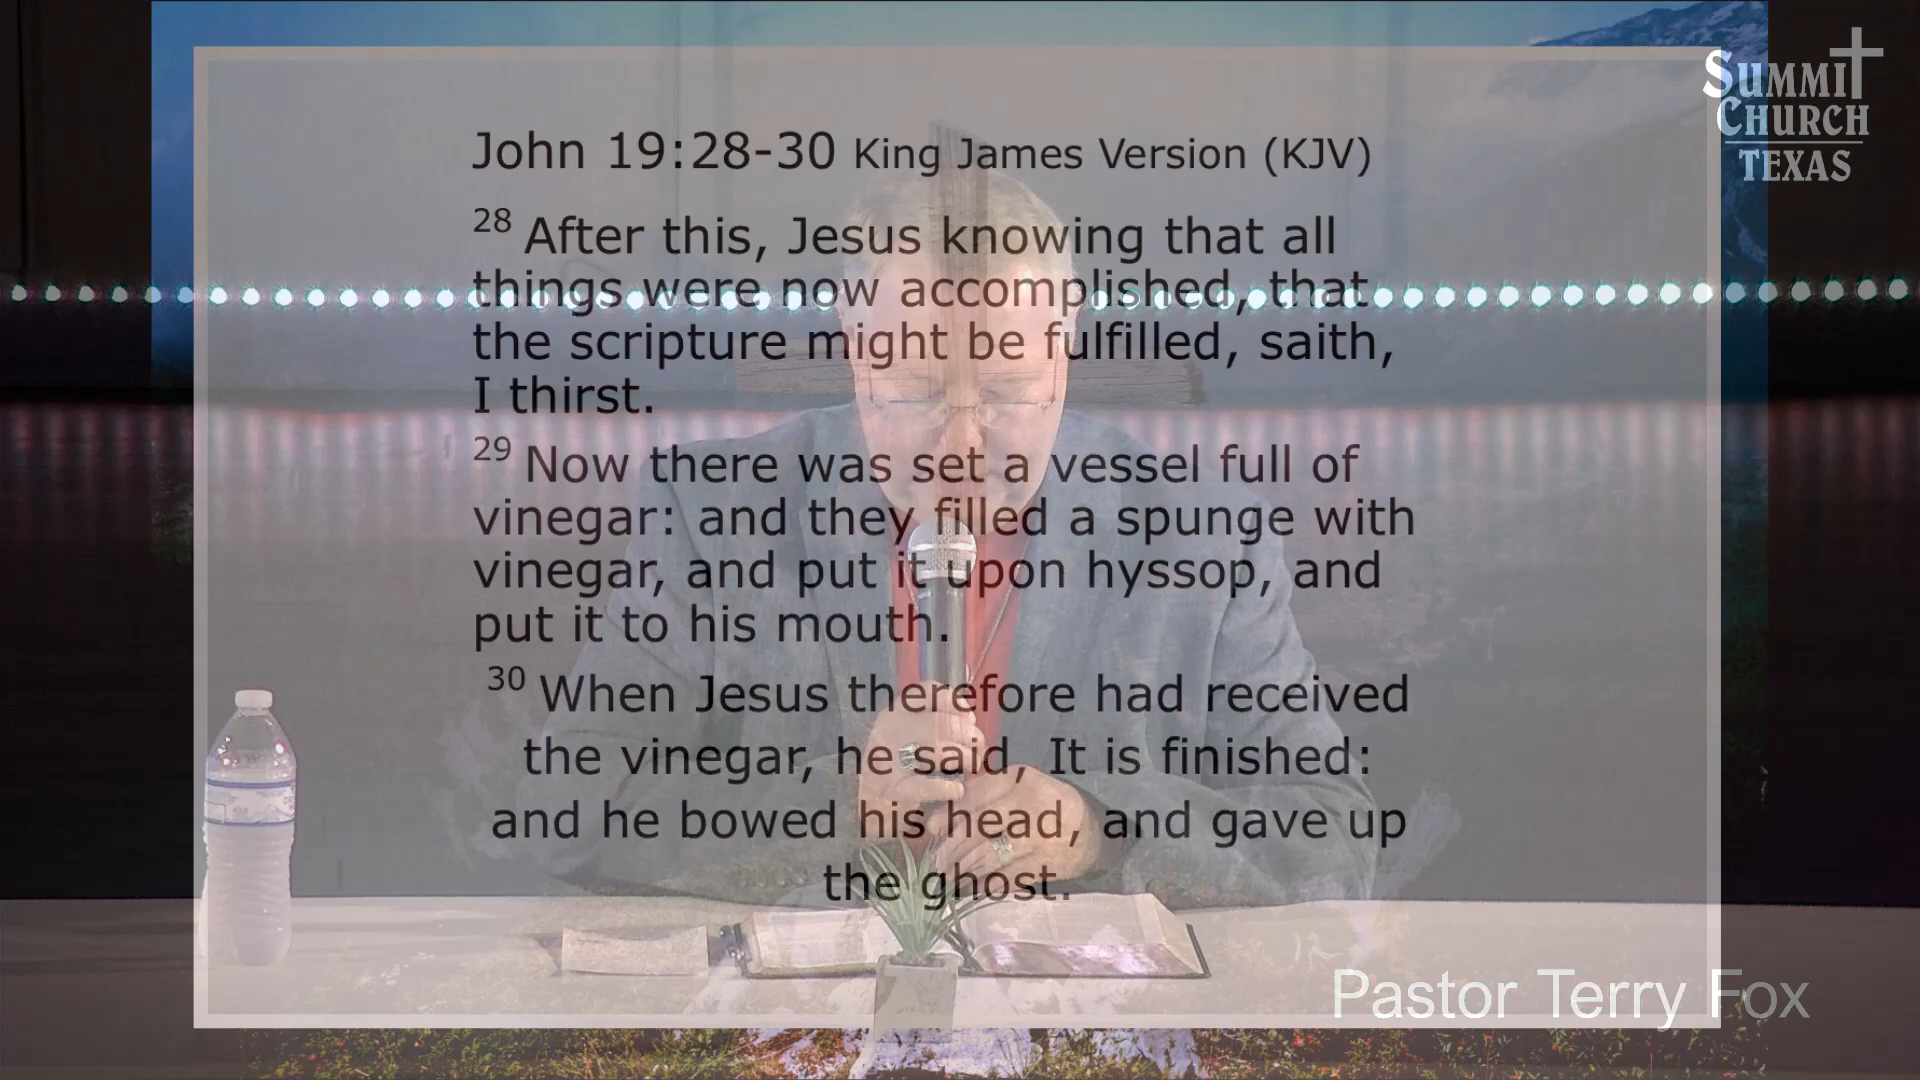 SUMMIT
CHURCH
TEXAS
John 19:28-30 King James Version (KJV)
28 After this, Jesus knowing that all
things were now accomplished, that
the scripture might be fulfilled, saith,
I thirst.
29 Now there was set a vessel full of
vinegar: and they filled a spunge with
vinegar, and put it upon hyssop, and
put it to his mouth.
30 When Jesus therefore had received
the vinegar, he said, It is finished:
and he bowed his head, and gave up
the ghost.
Pastor Terry Fox